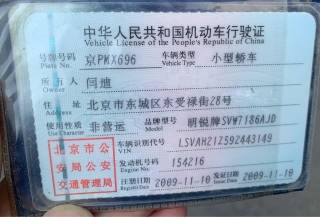 中华人民共和国机动车行驶证
Vehicle License of the People's Republic of China
号牌号码 京PMX696 车辆类型 小型轿车
Plate No. Vehicle Type
所有人 闫迪
Owner
住址 北京市东城区东受禄街28号
Address
使用性质 非营运 品牌型号 明锐牌SVW7186AJD
Use Character Model
北京市公 车辆识别代号 LSVAH21Z592443149
VIN
安局公安 发动机号码 154216
Engine No.
交通管理局 注册日期 2009-11-10 发证日期 2009-11-10
Register Date Issue Date